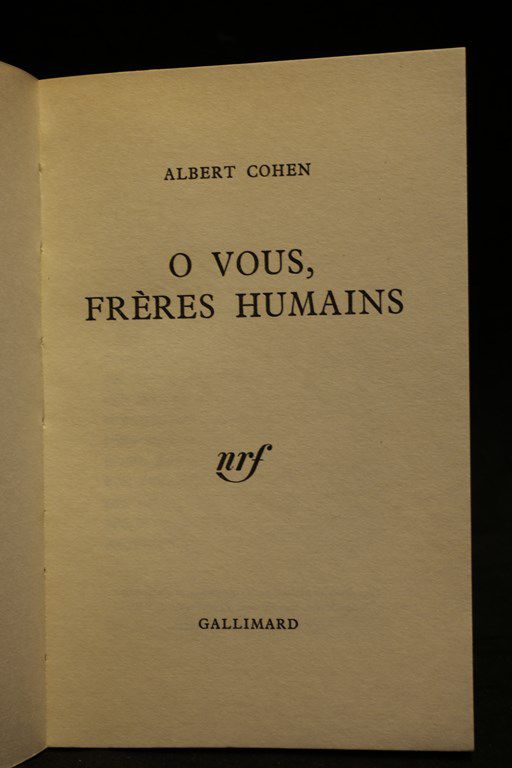 ALBERT COHEN
O VOUS,
FRÈRES HUMAINS
nrf
GALLIMARD